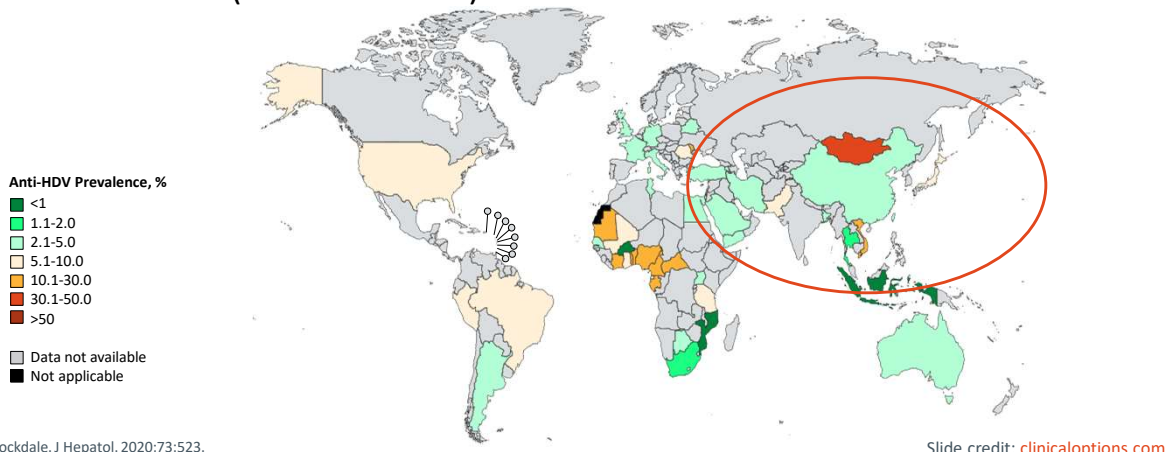 Anti-HDV Prevalence, %
<1
1.1-2.0
2.1-5.0
5.1-10.0
10.1-30.0
30.1-50.0
>50
Data not available
Not applicable
ockdale. J Hepatol. 2020;73:523.
Slide credit: clinicaloptions.com